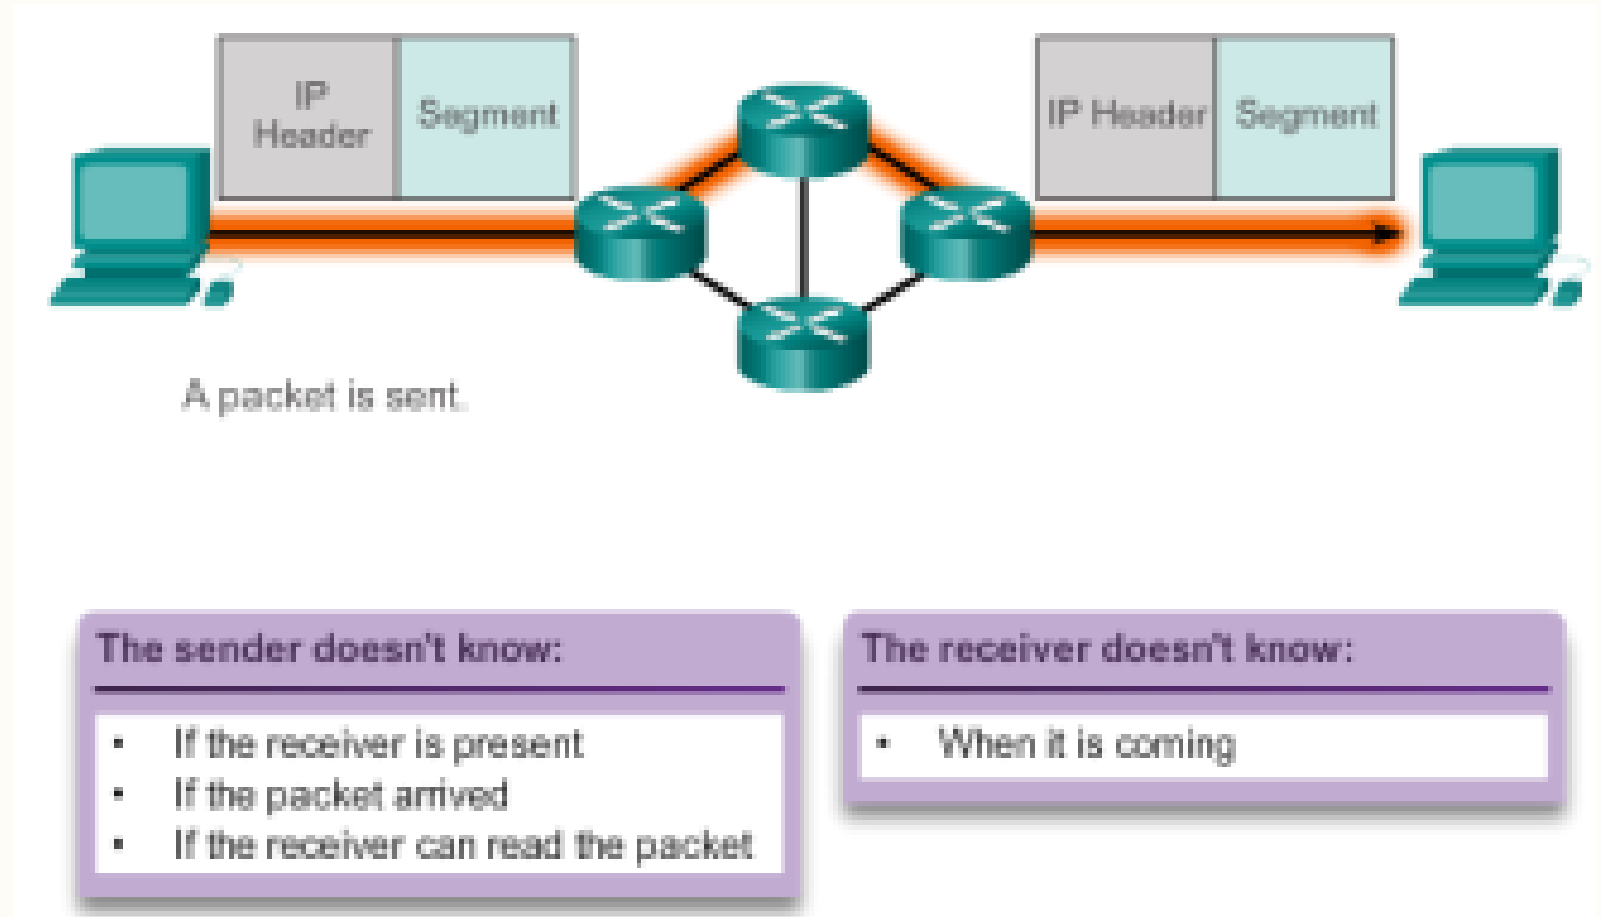 IP
Header
Segment
IP Header
Segment
A packet is sent.
The sender doesn't know:
• If the receiver is present
• If the packet arrived
• If the receiver can read the packet
The receiver doesn't know:
• When it is coming